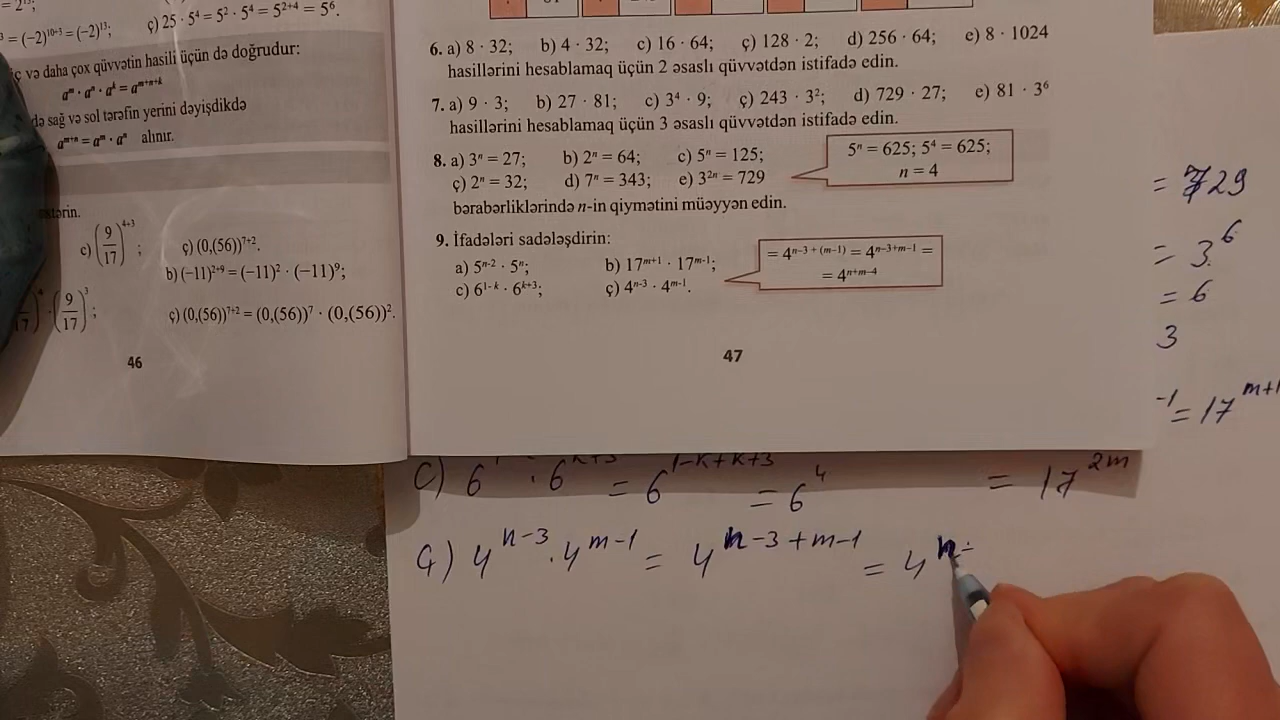 = 2¹³;
³ = (−2)¹⁰⁺³ = (−2)¹³;
ç) 25 · 5⁴ = 5² · 5⁴ = 5²⁺⁴ = 5⁶.
və daha çox qüvvətin hasili üçün də doğrudur:
aᵐ · aⁿ · aᵏ = aᵐ⁺ⁿ⁺ᵏ
də sağ və sol tərəfin yerini dəyişdikdə
aᵐ⁺ⁿ = aᵐ · aⁿ alınır.
c) (9/17)⁴⁺³;
ç) (0,(56))⁷⁺².
b) (−11)²⁺⁹ = (−11)² · (−11)⁹;
⁴ · (9/17)³;
ç) (0,(56))⁷⁺² = (0,(56))⁷ · (0,(56))².
46
6. a) 8 · 32; b) 4 · 32; c) 16 · 64; ç) 128 · 2; d) 256 · 64; e) 8 · 1024
hasillərini hesablamaq üçün 2 əsaslı qüvvətdən istifadə edin.
7. a) 9 · 3; b) 27 · 81; c) 3⁴ · 9; ç) 243 · 3²; d) 729 · 27; e) 81 · 3⁶
hasillərini hesablamaq üçün 3 əsaslı qüvvətdən istifadə edin.
8. a) 3ⁿ = 27; b) 2ⁿ = 64; c) 5ⁿ = 125;
ç) 2ⁿ = 32; d) 7ⁿ = 343; e) 3²ⁿ = 729
bərabərliklərində n-in qiymətini müəyyən edin.
5ⁿ = 625; 5⁴ = 625;
n = 4
9. İfadələri sadələşdirin:
a) 5ⁿ⁻² · 5ⁿ; b) 17ᵐ⁺¹ · 17ᵐ⁻¹;
c) 6¹⁻ᵏ · 6ᵏ⁺³; ç) 4ⁿ⁻³ · 4ᵐ⁻¹.
= 4ⁿ⁻³ ⁺ ⁽ᵐ⁻¹⁾ = 4ⁿ⁻³⁺ᵐ⁻¹ =
= 4ⁿ⁺ᵐ⁻⁴
47
= 729
= 3⁶
= 6
3
⁻¹ = 17ᵐ⁺¹
= 17²ᵐ
c) 6 · 6ᵏ⁺³ = 6¹⁻ᵏ⁺ᵏ⁺³ = 6⁴
ç) 4ⁿ⁻³ · 4ᵐ⁻¹ = 4ⁿ⁻³⁺ᵐ⁻¹ = 4ⁿ